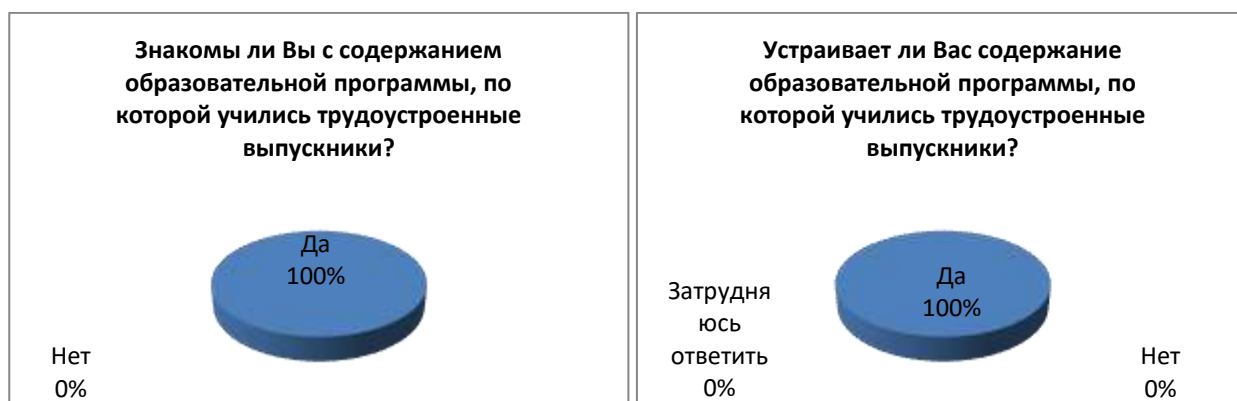 Знакомы ли Вы с содержанием
образовательной программы, по
которой учились трудоустроенные
выпускники?
Да
100%
Нет
0%
Устраивает ли Вас содержание
образовательной программы, по
которой учились трудоустроенные
выпускники?
Да
100%
Затрудня
юсь
ответить
0%
Нет
0%